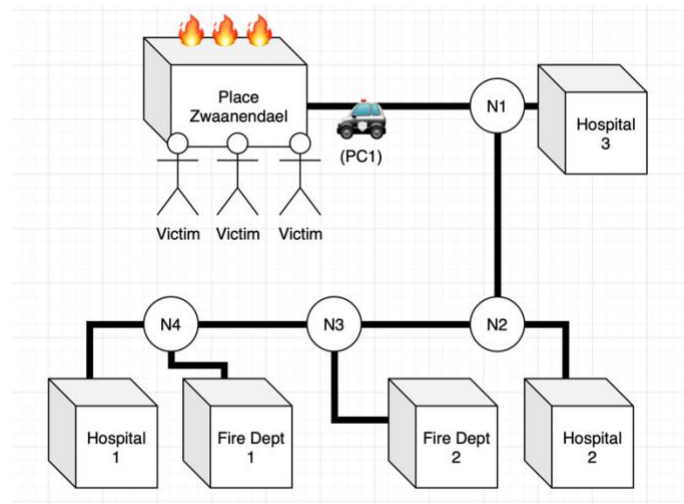 Place
Zwaanendael
(PC1)
N1
Hospital
3
Victim
Victim
Victim
N4
N3
N2
Hospital
1
Fire Dept
1
Fire Dept
2
Hospital
2